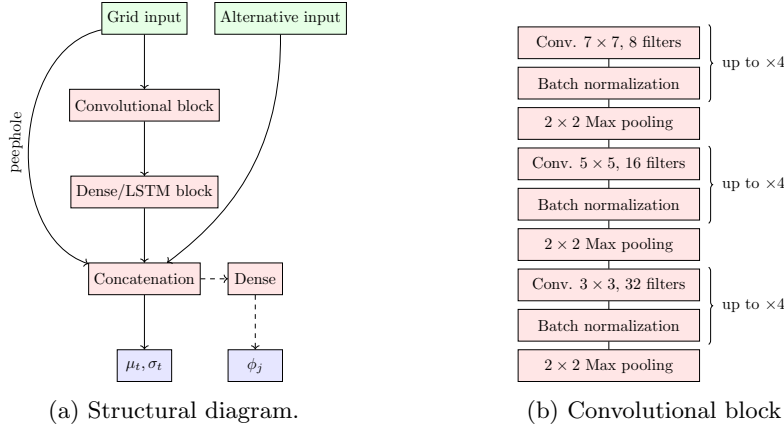 Grid input
Alternative input
peephole
Convolutional block
Dense/LSTM block
Concatenation
Dense
μ_t, σ_t
ϕ_j
(a) Structural diagram.
Conv. 7 × 7, 8 filters
Batch normalization
up to ×4
2 × 2 Max pooling
Conv. 5 × 5, 16 filters
Batch normalization
up to ×4
2 × 2 Max pooling
Conv. 3 × 3, 32 filters
Batch normalization
up to ×4
2 × 2 Max pooling
(b) Convolutional block